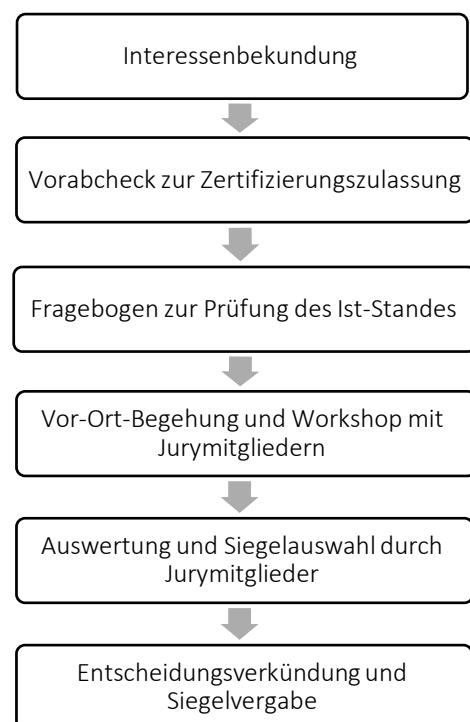 Interessenbekundung
Vorabcheck zur Zertifizierungszulassung
Fragebogen zur Prüfung des Ist-Standes
Vor-Ort-Begehung und Workshop mit
Jurymitgliedern
Auswertung und Siegelauswahl durch
Jurymitglieder
Entscheidungsverkündung und
Siegelvergabe